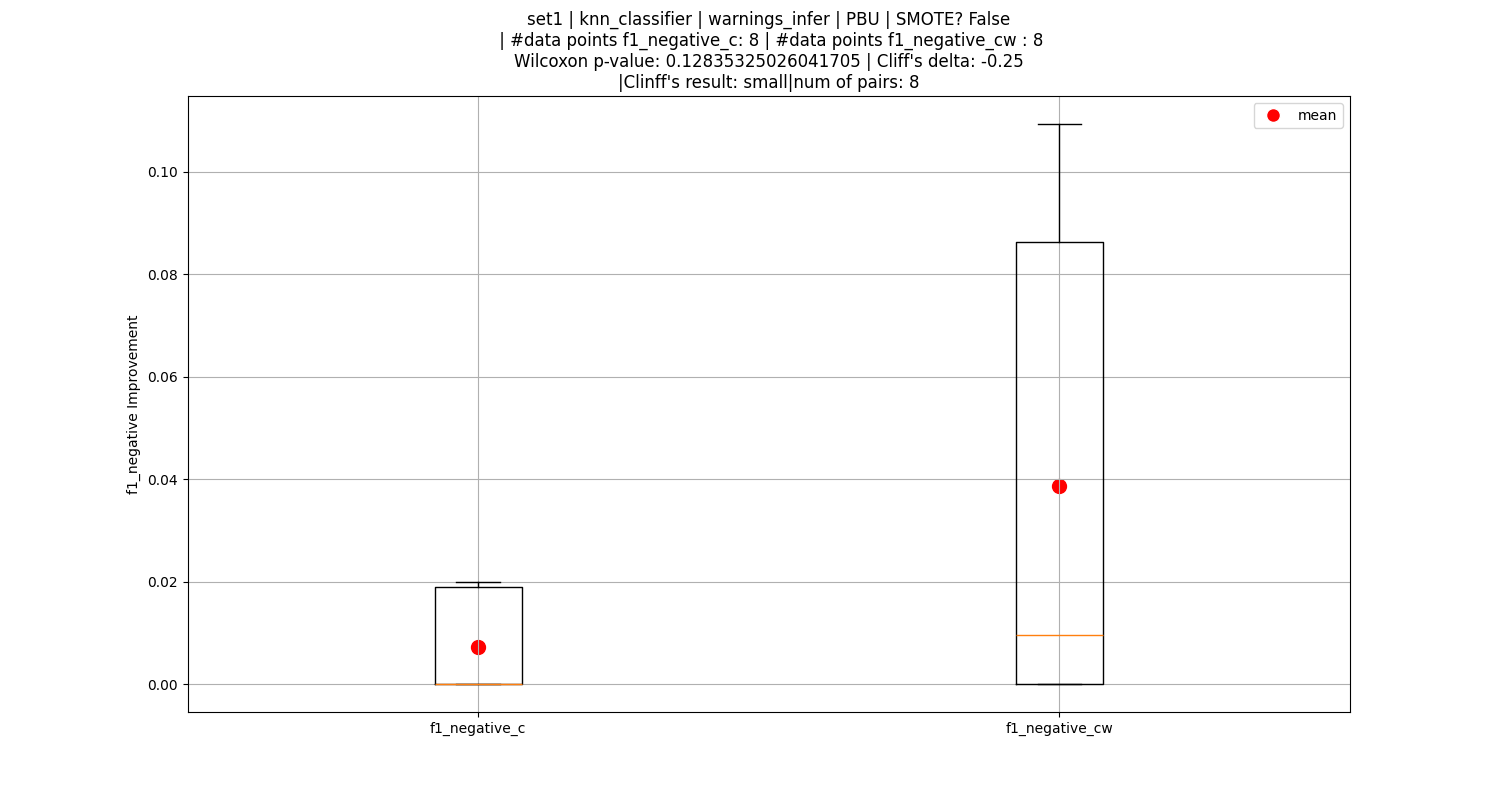 set1 | knn_classifier | warnings_infer | PBU | SMOTE? False
| #data points f1_negative_c: 8 | #data points f1_negative_cw : 8
Wilcoxon p-value: 0.12835325026041705 | Cliff's delta: -0.25
|Clinff's result: small|num of pairs: 8
mean
0.10
0.08
0.06
0.04
0.02
0.00
f1_negative Improvement
f1_negative_c
f1_negative_cw